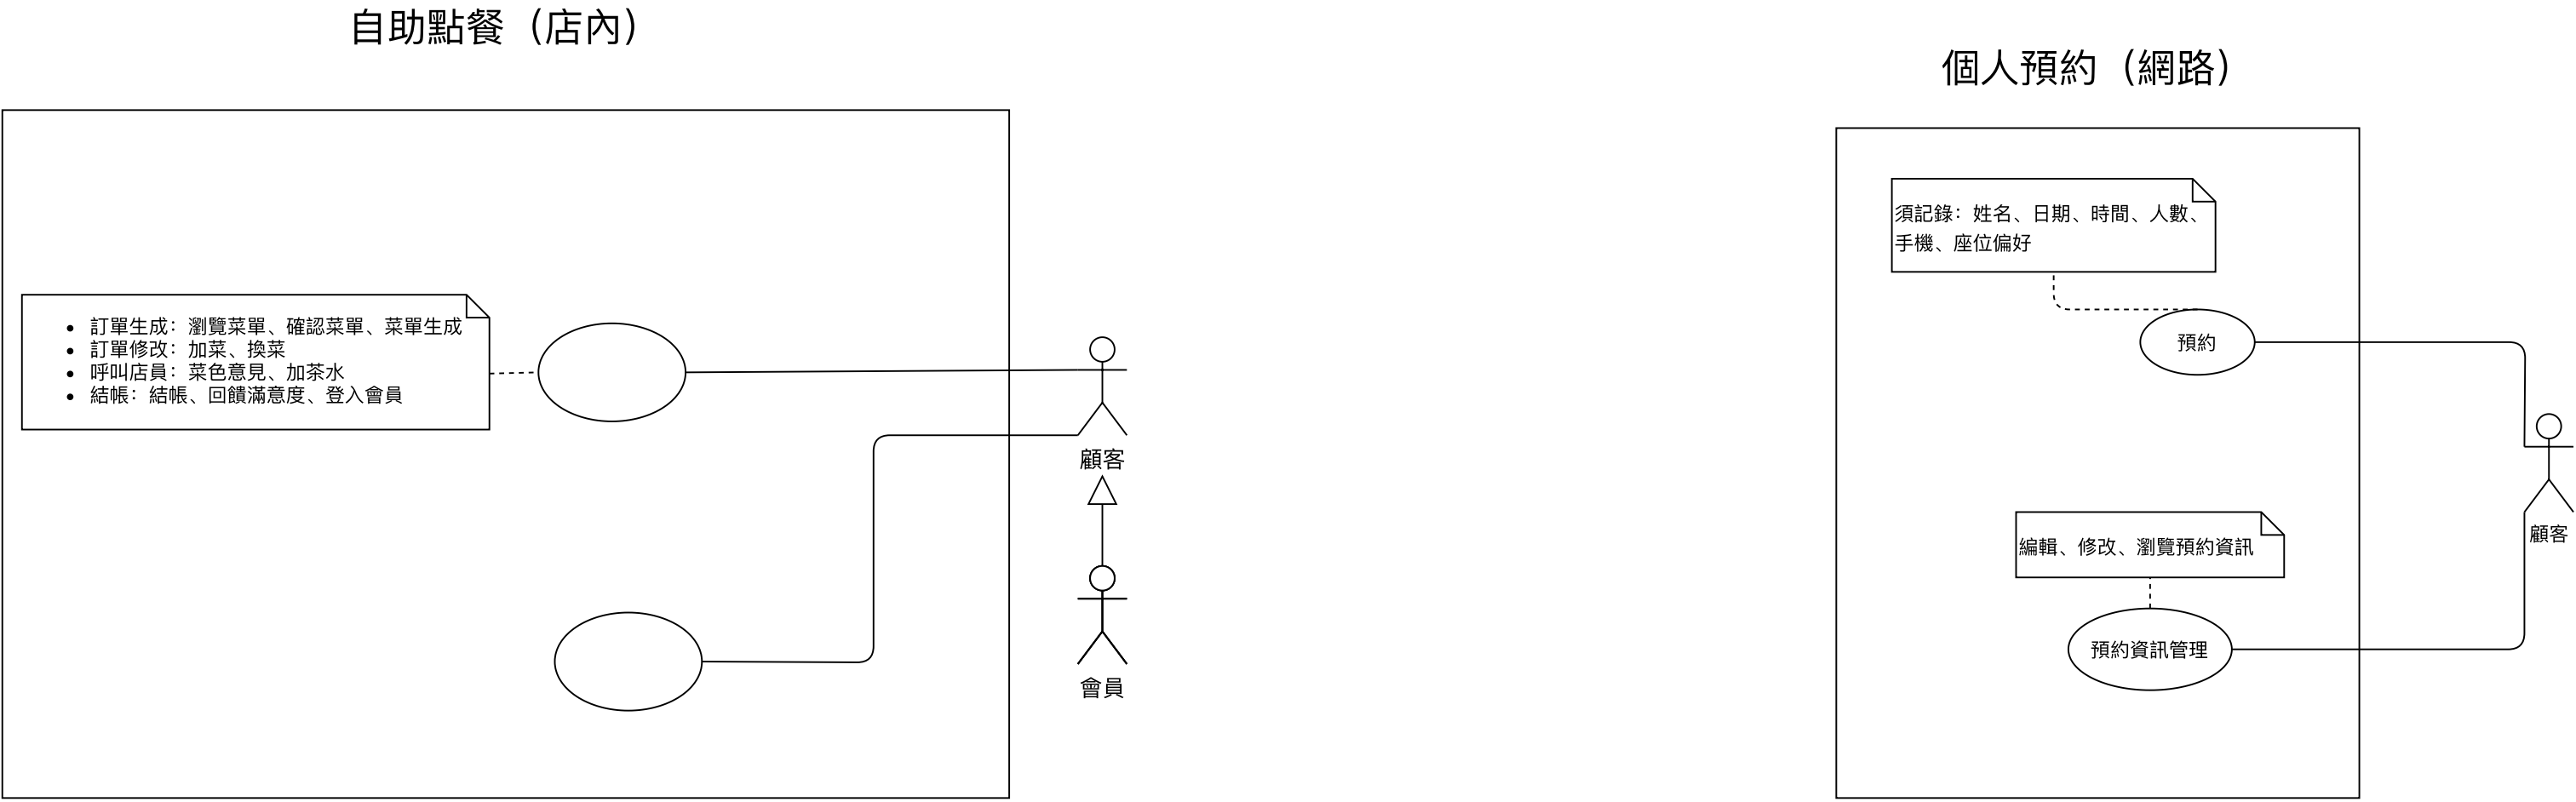 自助點餐（店內）
訂單生成：瀏覽菜單、確認菜單、菜單生成
訂單修改：加菜、換菜
呼叫店員：菜色意見、加茶水
結帳：結帳、回饋滿意度、登入會員
顧客
會員
個人預約（網路）
須記錄：姓名、日期、時間、人數、
手機、座位偏好
預約
顧客
編輯、修改、瀏覽預約資訊
預約資訊管理